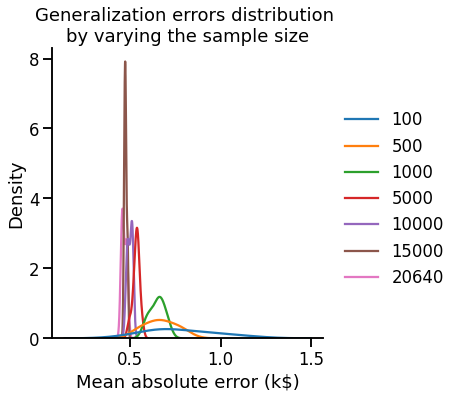 Generalization errors distribution
by varying the sample size
8
6
4
2
0
Density
0.5 1.0 1.5
Mean absolute error (k$)
100
500
1000
5000
10000
15000
20640